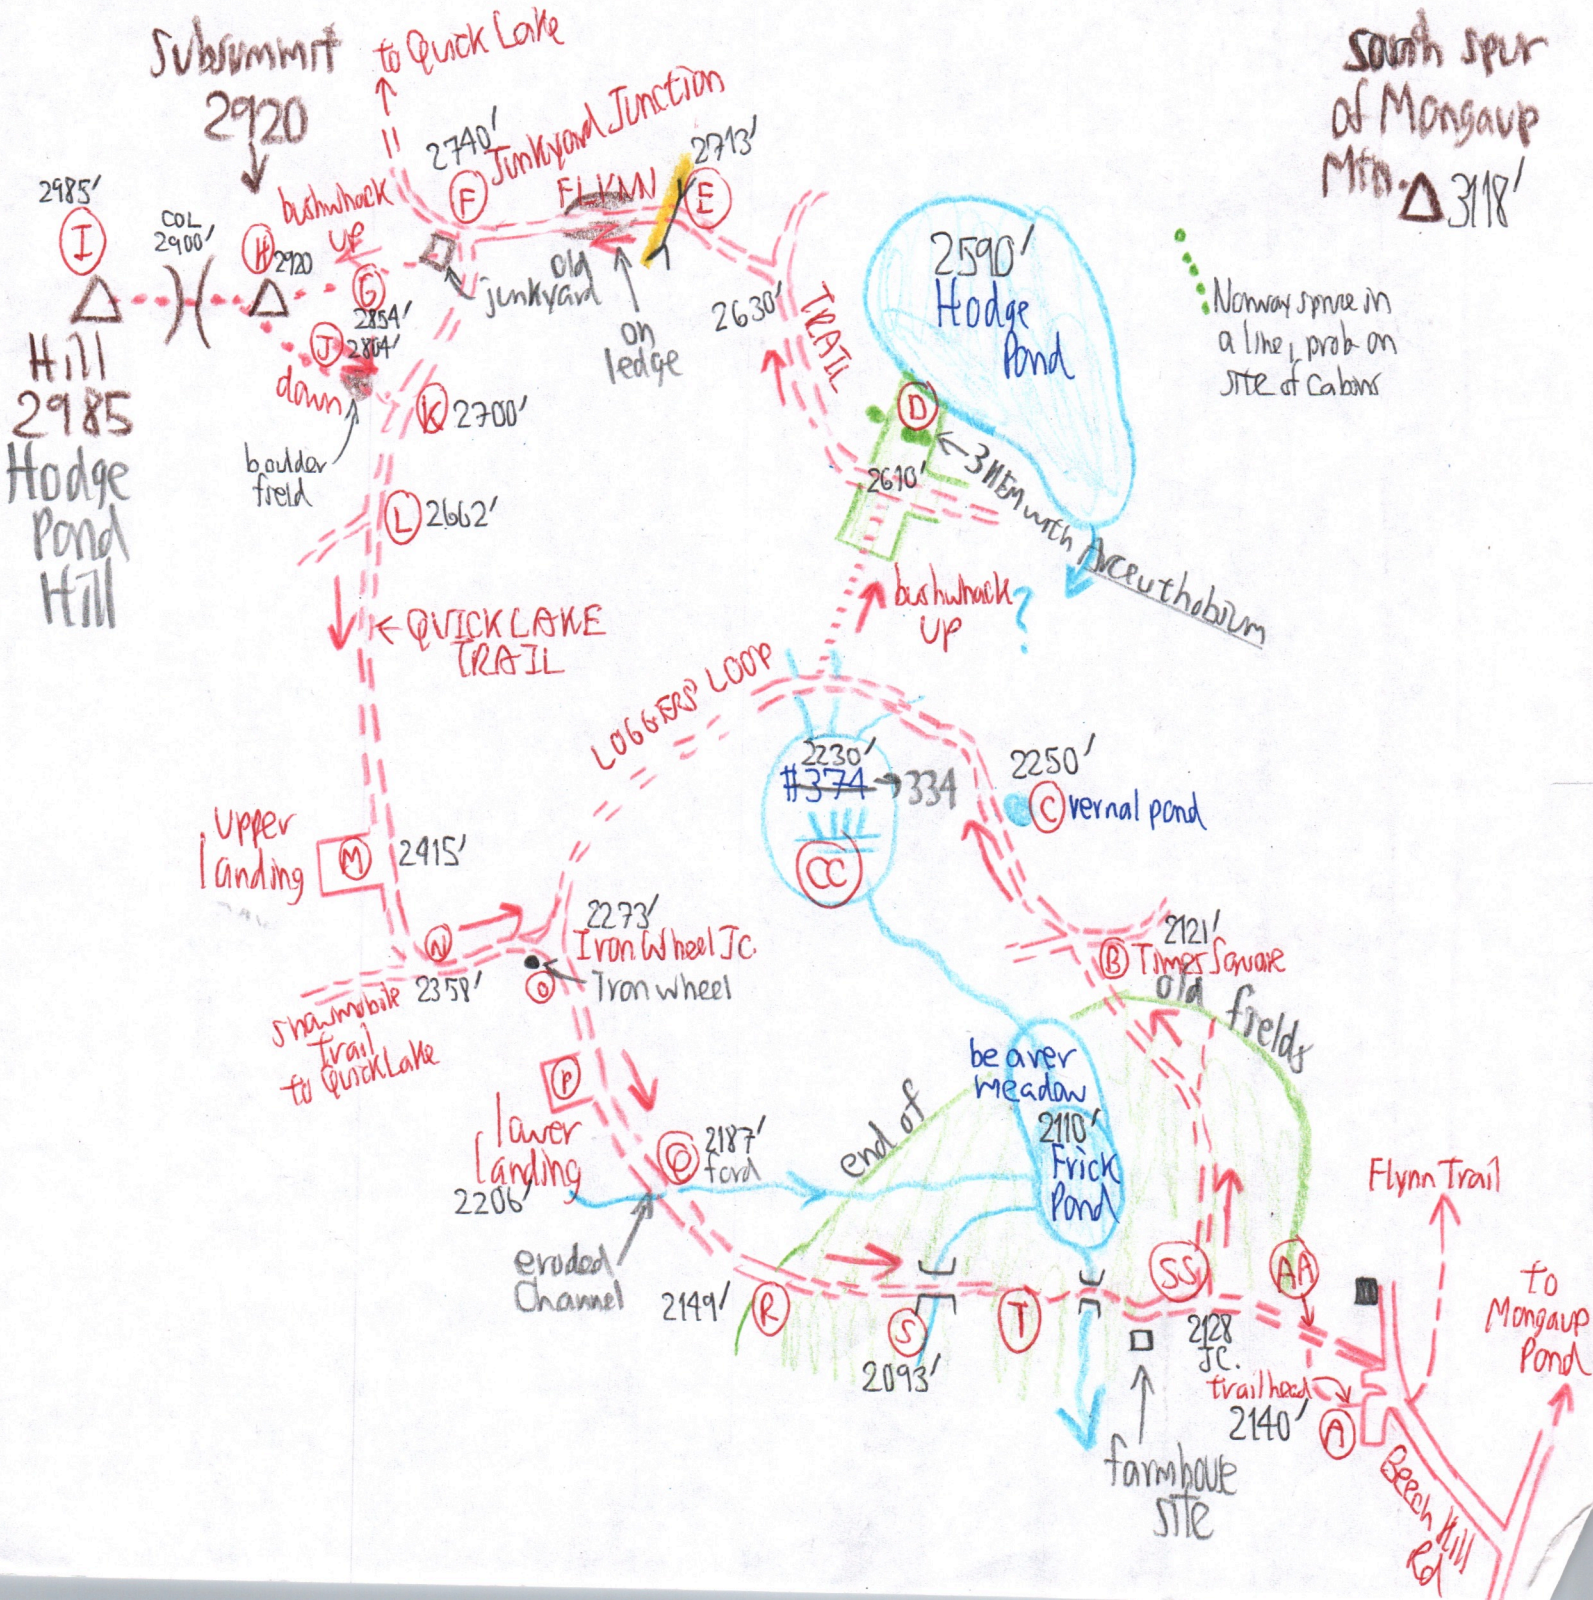 Subsummit
2920
to Quick Lake
South spur
of Mongaup
Mtn.
3118'
2740'
Junkyard Junction
F
FLYNN
2713'
E
2985'
I
COL
2900'
bushwhack
up
H
2920
G
2854'
J
2804'
down
old
junkyard
on
ledge
2630'
TRAIL
2590'
Hodge
Pond
Norway spruce in
a line, prob on
site of cabins
Hill
2985
Hodge
Pond
Hill
K
2700'
boulder
field
L
2662'
D
3 HEM with Arceuthobium
2610'
bushwhack
up
?
QUICK LAKE
TRAIL
LOGGERS' LOOP
2230'
#374
334
CC
2250'
C
vernal pond
Upper
landing
M
2415'
N
2358'
2273'
Iron Wheel Jc.
O
Iron wheel
snowmobile
trail
to Quick Lake
2121'
B
Times Square
old
fields
end of
beaver
meadow
2110'
Frick
Pond
P
lower
landing
2206'
Q
2187'
ford
eroded
Channel
2149'
R
S
2093'
T
SS
AA
2128
JC.
trailhead
2140'
A
farmhouse
site
Flynn Trail
to
Mongaup
Pond
Beech Hill
Rd